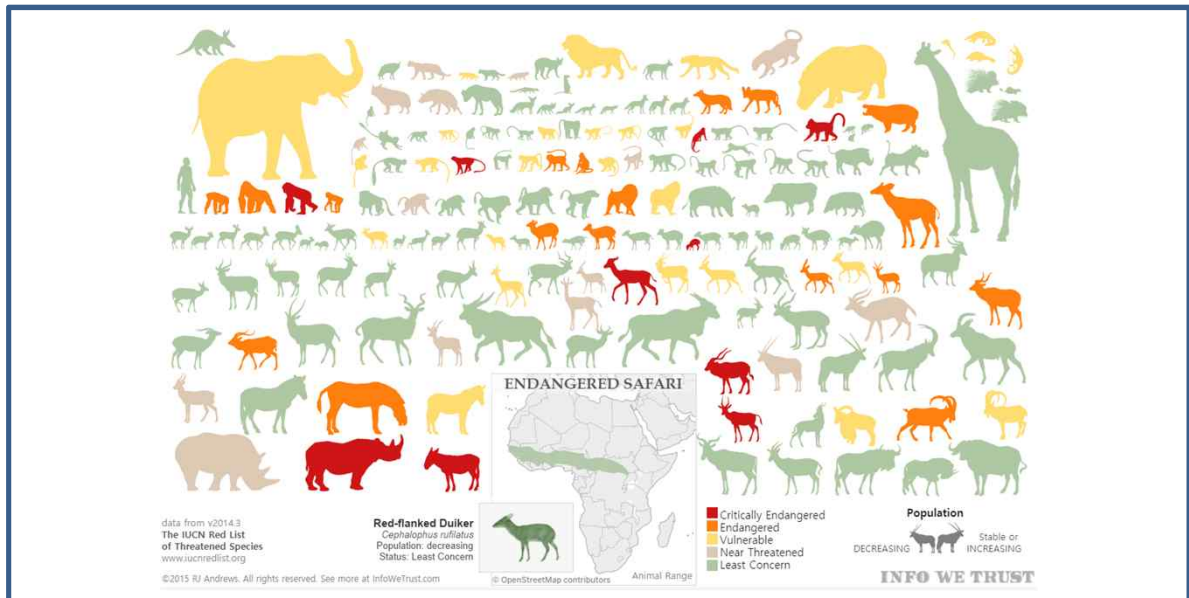 ENDANGERED SAFARI
data from v2014.3
The IUCN Red List
of Threatened Species
www.iucnredlist.org
©2015 RJ Andrews. All rights reserved. See more at InfoWeTrust.com
Red-flanked Duiker
Cephalophus rufilatus
Population: decreasing
Status: Least Concern
© OpenStreetMap contributors
Animal Range
Critically Endangered
Endangered
Vulnerable
Near Threatened
Least Concern
Population
DECREASING
Stable or
INCREASING
INFO WE TRUST